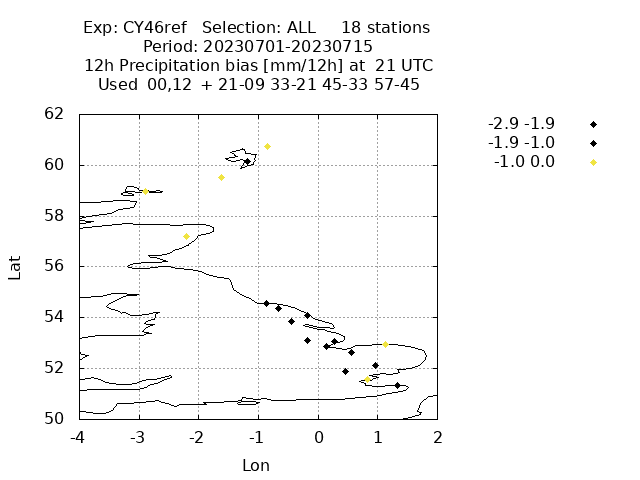 Exp: CY46ref   Selection: ALL     18 stations
Period: 20230701-20230715
12h Precipitation bias [mm/12h] at  21 UTC
Used  00,12  + 21-09 33-21 45-33 57-45
-2.9 -1.9
-1.9 -1.0
-1.0 0.0
62
60
58
56
54
52
50
Lat
-4 -3 -2 -1 0 1 2
Lon